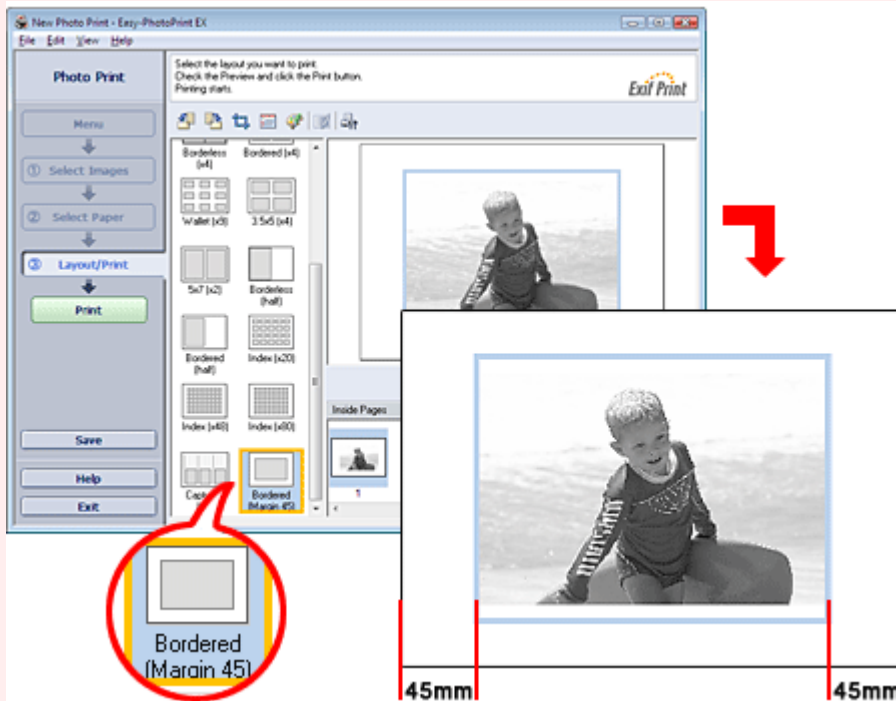 New Photo Print - Easy-PhotoPrint EX
File Edit View Help
Photo Print
Select the layout you want to print.
Check the Preview and click the Print button.
Printing starts.
Exif Print
Menu
① Select Images
② Select Paper
③ Layout/Print
Print
Save
Help
Exit
Borderless
(x4)
Bordered (x4)
Wallet (x9)
3.5x5 (x4)
5x7 (x2)
Borderless
(half)
Bordered
(half)
Index (x20)
Index (x48)
Index (x80)
Capt
Bordered
(Margin 45)
Inside Pages
1
Bordered
(Margin 45)
45mm
45mm